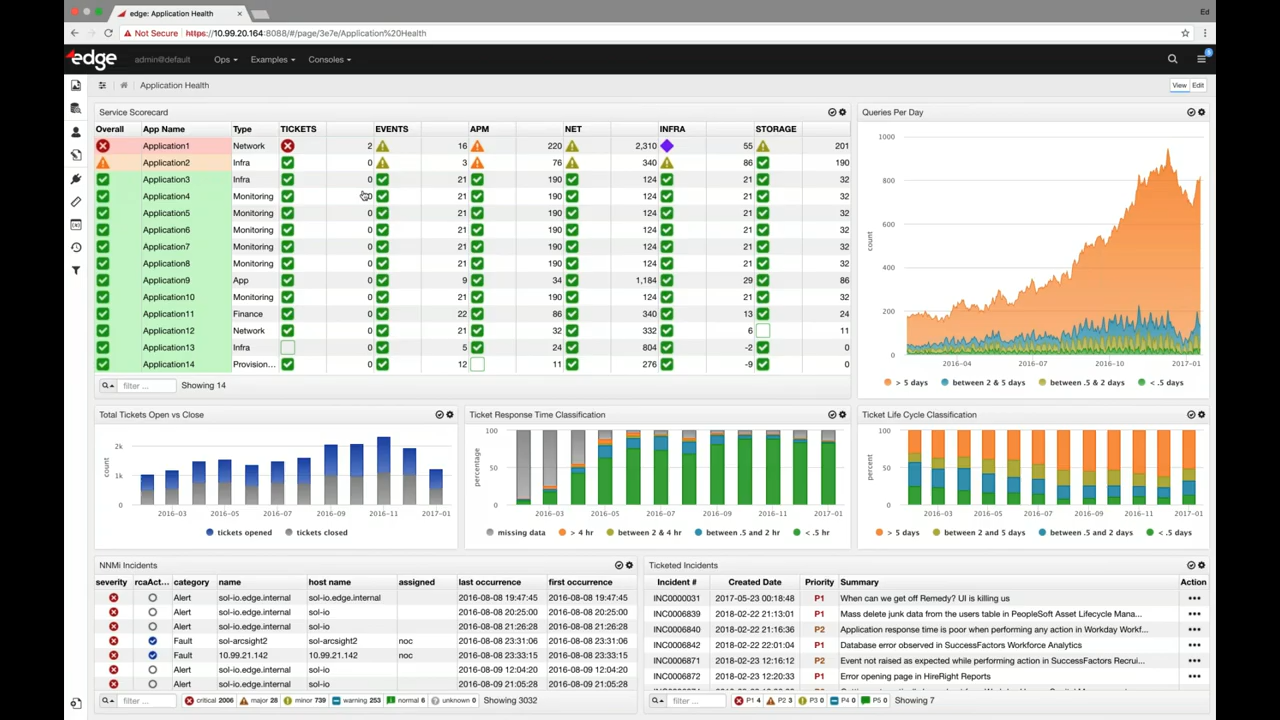 edge: Application Health
Ed
Not Secure https://10.99.20.164:8088/#/page/3e7e/Application%20Health
edge admin@default Ops Examples Consoles
Application Health View Edit
Service Scorecard
Overall App Name Type TICKETS EVENTS APM NET INFRA STORAGE
Application1 Network 2 16 220 2,310 55 201
Application2 Infra 0 3 76 340 86 190
Application3 Infra 0 21 190 124 21 32
Application4 Monitoring 0 21 190 124 21 32
Application5 Monitoring 0 21 190 124 21 32
Application6 Monitoring 0 21 190 124 21 32
Application7 Monitoring 0 21 190 124 21 32
Application8 Monitoring 0 21 190 124 21 32
Application9 App 0 9 34 1,184 29 86
Application10 Monitoring 0 21 190 124 21 32
Application11 Finance 0 22 86 340 13 24
Application12 Network 0 21 32 332 6 11
Application13 Infra 0 5 24 804 -2 0
Application14 Provision... 0 12 11 276 -9 0
filter ... Showing 14
Queries Per Day
1000
800
600
400
200
0
count
2016-04 2016-07 2016-10 2017-01
> 5 days between 2 & 5 days between .5 & 2 days < .5 days
Total Tickets Open vs Close
2k
1k
0
count
2016-03 2016-05 2016-07 2016-09 2016-11 2017-01
tickets opened tickets closed
Ticket Response Time Classification
100
50
0
percentage
2016-03 2016-05 2016-07 2016-09 2016-11 2017-01
missing data > 4 hr between 2 & 4 hr between .5 and 2 hr < .5 hr
Ticket Life Cycle Classification
100
50
0
percent
2016-03 2016-05 2016-07 2016-09 2016-11 2017-01
> 5 days between 2 and 5 days between .5 and 2 days < .5 days
NNMi Incidents
severity rcaAct... category name host name assigned last occurrence first occurrence
Alert sol-io.edge.internal sol-io.edge.internal 2016-08-08 19:47:45 2016-08-08 19:47:45
Alert sol-io.edge.internal sol-io 2016-08-08 20:25:00 2016-08-08 20:25:00
Alert sol-io.edge.internal sol-io 2016-08-08 21:26:28 2016-08-08 21:26:28
Fault sol-arcsight2 sol-arcsight2 noc 2016-08-08 23:31:06 2016-08-08 23:31:06
Fault 10.99.21.142 10.99.21.142 noc 2016-08-08 23:33:15 2016-08-08 23:33:15
Alert sol-io.edge.internal sol-io 2016-08-09 12:04:20 2016-08-09 12:04:20
Alert sol-io.edge.internal sol-io 2016-08-09 21:05:28 2016-08-09 21:05:28
filter ... critical 2006 major 28 minor 739 warning 253 normal 6 unknown 0 Showing 3032
Ticketed Incidents
Incident # Created Date Priority Summary Action
INC0000031 2017-05-23 00:18:48 P1 When can we get off Remedy? UI is killing us
INC0006839 2018-02-22 21:13:01 P1 Mass delete junk data from the users table in PeopleSoft Asset Lifecycle Mana...
INC0006840 2018-02-22 21:16:36 P2 Application response time is poor when performing any action in Workday Workf...
INC0006842 2018-02-22 22:01:04 P1 Database error observed in SuccessFactors Workforce Analytics
INC0006871 2018-02-23 12:16:12 P2 Event not raised as expected while performing action in SuccessFactors Recrui...
INC0006872 2018-02-23 12:20:33 P1 Error opening page in HireRight Reports
filter ... P1 4 P2 3 P3 0 P4 0 P5 0 Showing 7